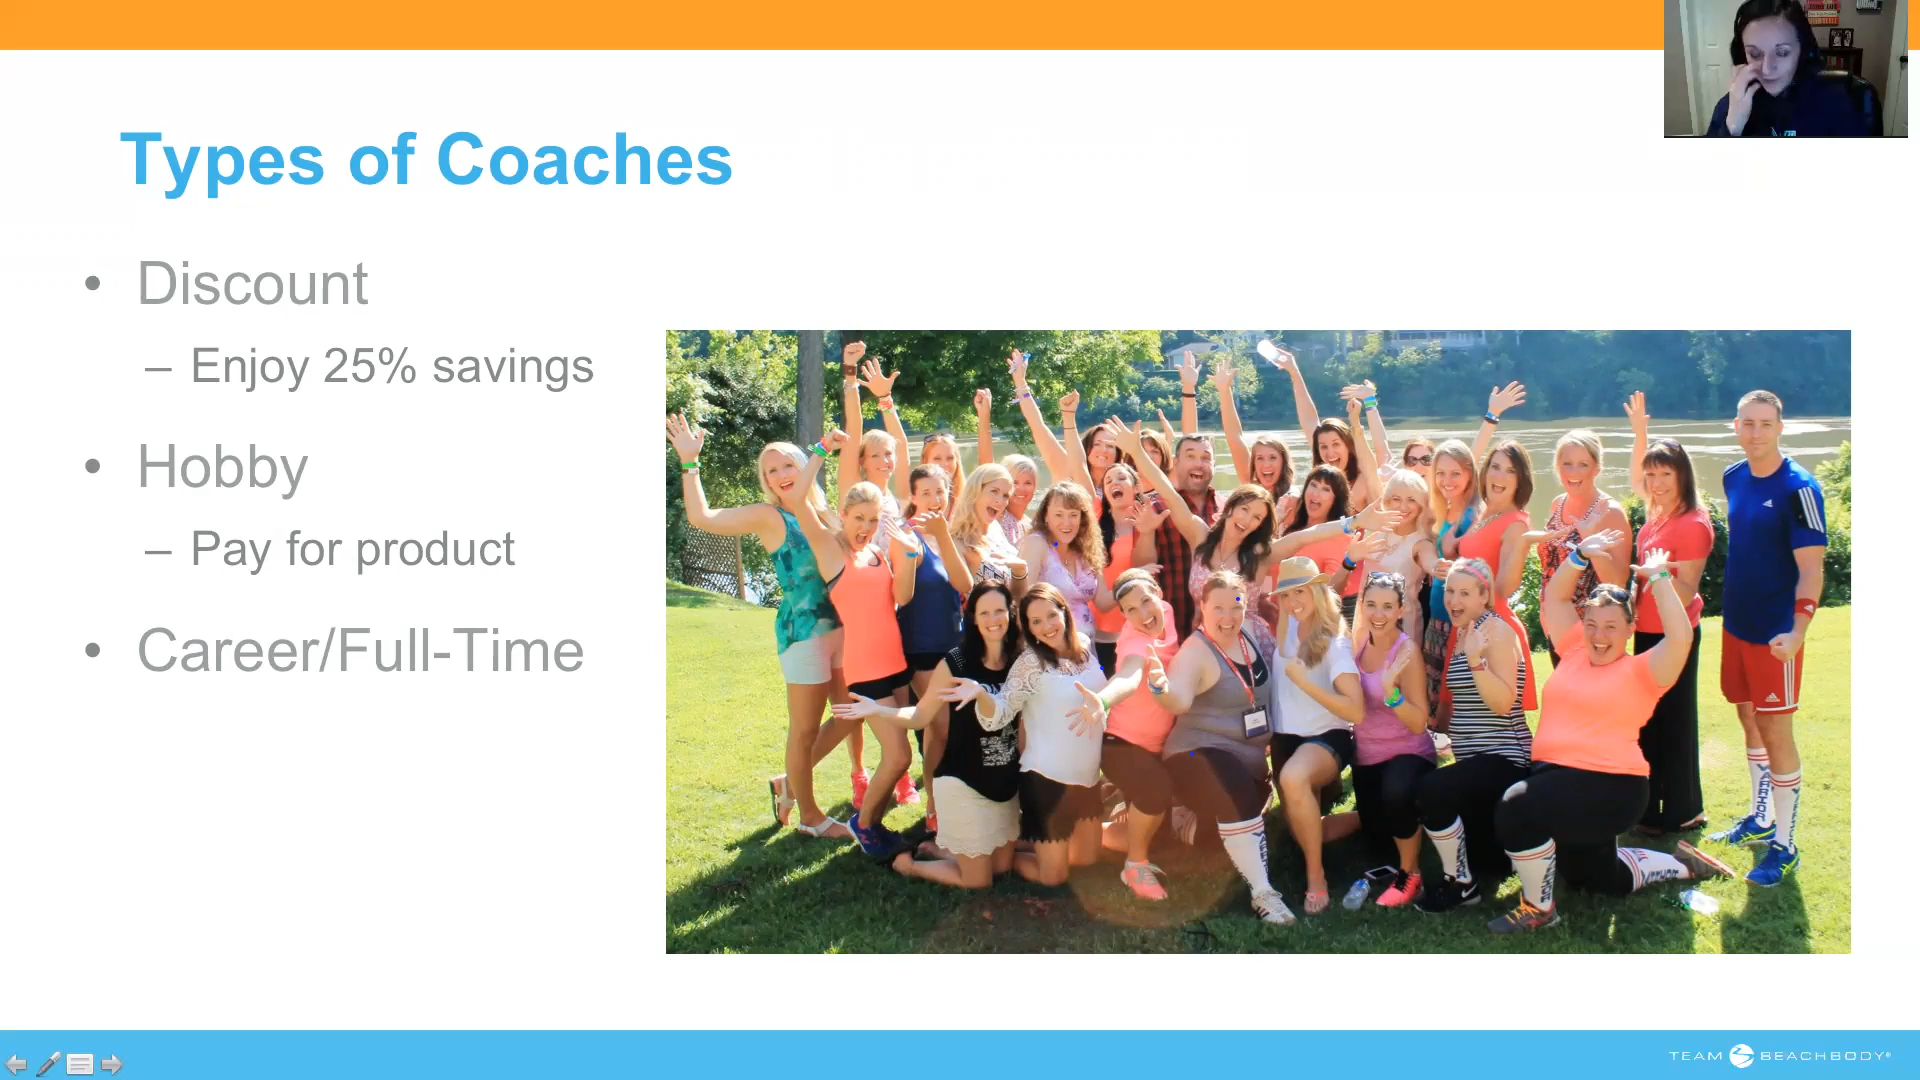 Types of Coaches
• Discount
– Enjoy 25% savings
• Hobby
– Pay for product
• Career/Full-Time
TEAM BEACHBODY®